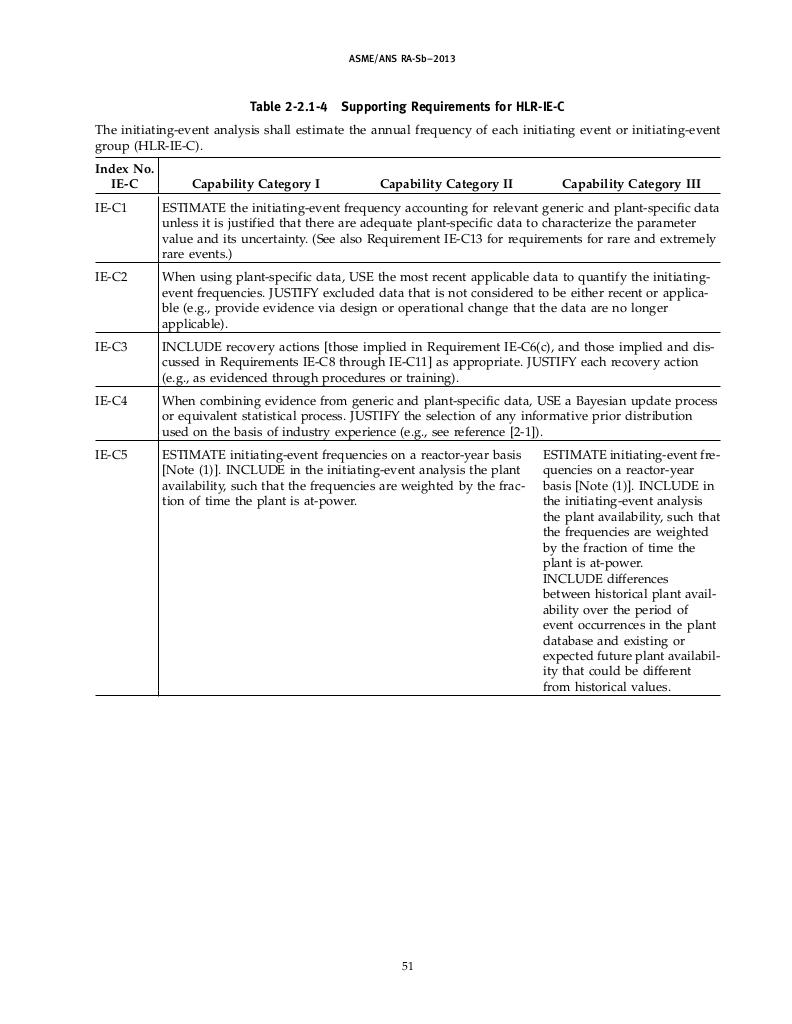 ASME/ANS RA-Sb–2013
Table 2-2.1-4 Supporting Requirements for HLR-IE-C
The initiating-event analysis shall estimate the annual frequency of each initiating event or initiating-event
group (HLR-IE-C).
Index No.
IE-C Capability Category I Capability Category II Capability Category III
IE-C1 ESTIMATE the initiating-event frequency accounting for relevant generic and plant-specific data
unless it is justified that there are adequate plant-specific data to characterize the parameter
value and its uncertainty. (See also Requirement IE-C13 for requirements for rare and extremely
rare events.)
IE-C2 When using plant-specific data, USE the most recent applicable data to quantify the initiating-
event frequencies. JUSTIFY excluded data that is not considered to be either recent or applica-
ble (e.g., provide evidence via design or operational change that the data are no longer
applicable).
IE-C3 INCLUDE recovery actions [those implied in Requirement IE-C6(c), and those implied and dis-
cussed in Requirements IE-C8 through IE-C11] as appropriate. JUSTIFY each recovery action
(e.g., as evidenced through procedures or training).
IE-C4 When combining evidence from generic and plant-specific data, USE a Bayesian update process
or equivalent statistical process. JUSTIFY the selection of any informative prior distribution
used on the basis of industry experience (e.g., see reference [2-1]).
IE-C5 ESTIMATE initiating-event frequencies on a reactor-year basis
[Note (1)]. INCLUDE in the initiating-event analysis the plant
availability, such that the frequencies are weighted by the frac-
tion of time the plant is at-power.
ESTIMATE initiating-event fre-
quencies on a reactor-year
basis [Note (1)]. INCLUDE in
the initiating-event analysis
the plant availability, such that
the frequencies are weighted
by the fraction of time the
plant is at-power.
INCLUDE differences
between historical plant avail-
ability over the period of
event occurrences in the plant
database and existing or
expected future plant availabil-
ity that could be different
from historical values.
51